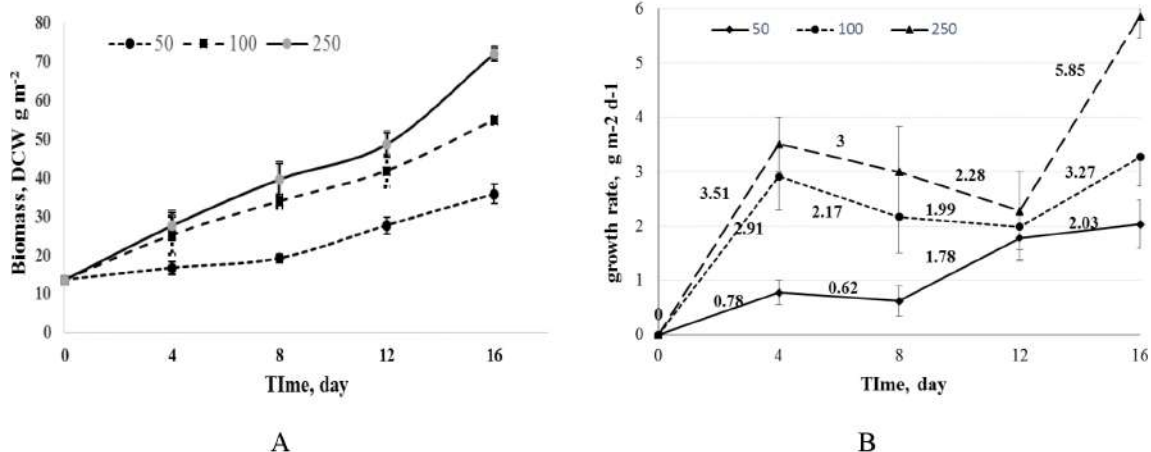 80
70
60
50
40
30
20
10
0
Biomass, DCW g m-2
50 100 250
0 4 8 12 16
TIme, day
A
6
5
4
3
2
1
0
growth rate, g m-2 d-1
50 100 250
5.85
3
3.51
2.28
3.27
2.91
2.17
1.99
2.03
1.78
0.78
0.62
0
0 4 8 12 16
TIme, day
B